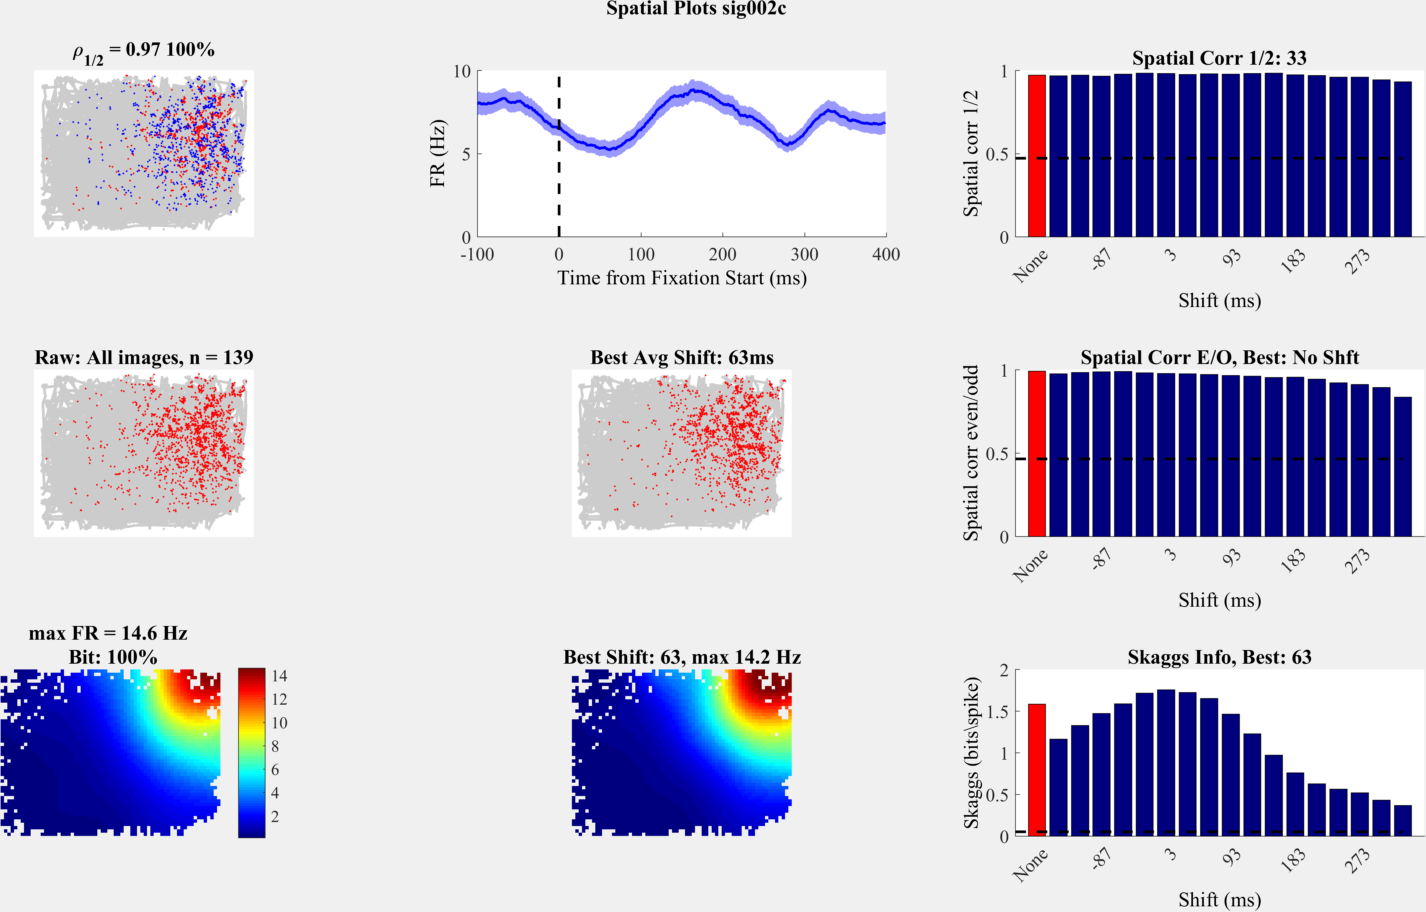 Spatial Plots sig002c
ρ1/2 = 0.97 100%
10
5
0
FR (Hz)
-100 0 100 200 300 400
Time from Fixation Start (ms)
Spatial Corr 1/2: 33
1
0.5
0
Spatial corr 1/2
None -87 3 93 183 273
Shift (ms)
Raw: All images, n = 139
Best Avg Shift: 63ms
Spatial Corr E/O, Best: No Shft
1
0.5
0
Spatial corr even/odd
None -87 3 93 183 273
Shift (ms)
max FR = 14.6 Hz
Bit: 100%
14
12
10
8
6
4
2
Best Shift: 63, max 14.2 Hz
Skaggs Info, Best: 63
2
1.5
1
0.5
0
Skaggs (bits\spike)
None -87 3 93 183 273
Shift (ms)